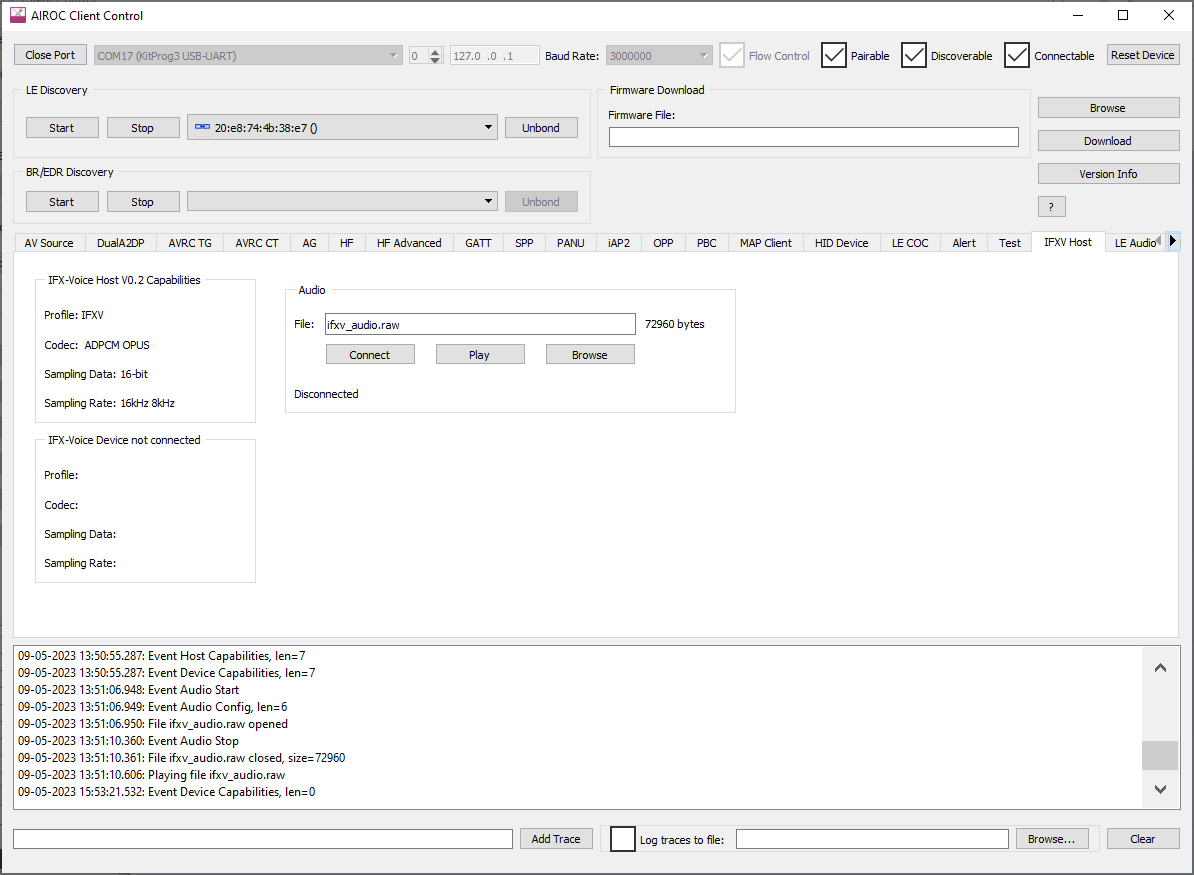 AIROC Client Control
Close Port COM17 (KitProg3 USB-UART) 0 127.0 .0 .1 Baud Rate: 3000000 Flow Control Pairable Discoverable Connectable Reset Device
LE Discovery
Start Stop 20:e8:74:4b:38:e7 () Unbond
Firmware Download
Firmware File:
Browse
Download
Version Info
?
BR/EDR Discovery
Start Stop Unbond
AV Source DualA2DP AVRC TG AVRC CT AG HF HF Advanced GATT SPP PANU iAP2 OPP PBC MAP Client HID Device LE COC Alert Test IFXV Host LE Audio
IFX-Voice Host V0.2 Capabilities
Profile: IFXV
Codec: ADPCM OPUS
Sampling Data: 16-bit
Sampling Rate: 16kHz 8kHz
Audio
File: ifxv_audio.raw 72960 bytes
Connect Play Browse
Disconnected
IFX-Voice Device not connected
Profile:
Codec:
Sampling Data:
Sampling Rate:
09-05-2023 13:50:55.287: Event Host Capabilities, len=7
09-05-2023 13:50:55.287: Event Device Capabilities, len=7
09-05-2023 13:51:06.948: Event Audio Start
09-05-2023 13:51:06.949: Event Audio Config, len=6
09-05-2023 13:51:06.950: File ifxv_audio.raw opened
09-05-2023 13:51:10.360: Event Audio Stop
09-05-2023 13:51:10.361: File ifxv_audio.raw closed, size=72960
09-05-2023 13:51:10.606: Playing file ifxv_audio.raw
09-05-2023 15:53:21.532: Event Device Capabilities, len=0
Add Trace Log traces to file: Browse... Clear